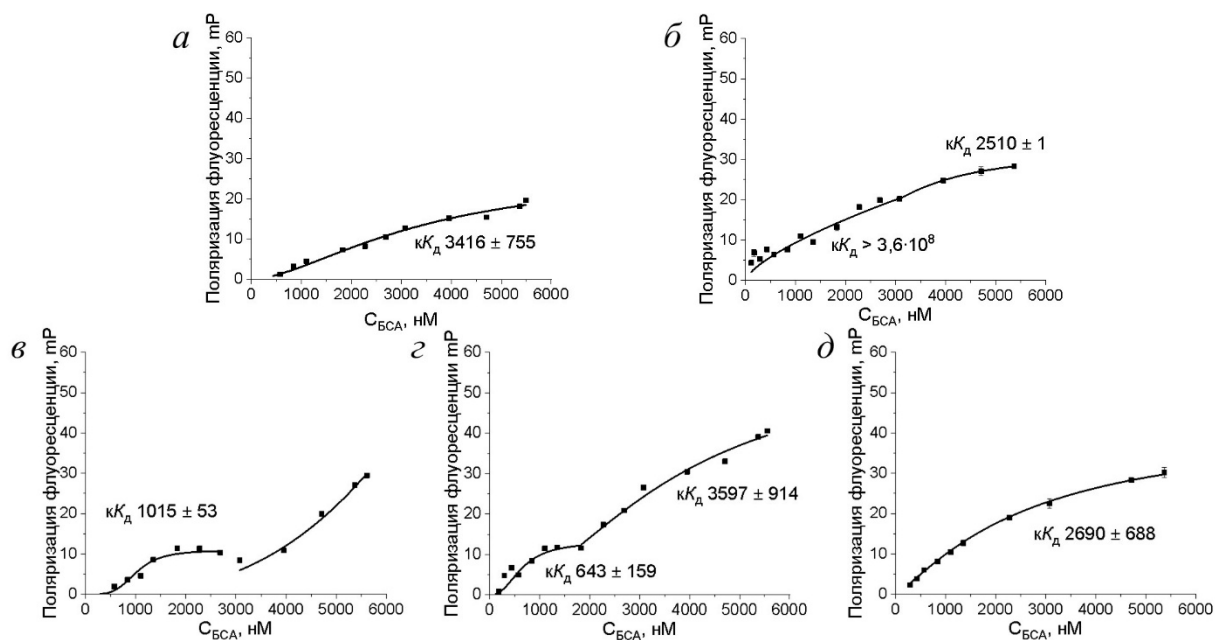 а
Поляризация флуоресценции, mP
60
50
40
30
20
10
0
кKд 3416 ± 755
0 1000 2000 3000 4000 5000 6000
CБСА, нМ
б
Поляризация флуоресценции, mP
60
50
40
30
20
10
0
кKд 2510 ± 1
кKд > 3,6·10⁸
0 1000 2000 3000 4000 5000 6000
CБСА, нМ
в
Поляризация флуоресценции, mP
60
50
40
30
20
10
0
кKд 1015 ± 53
0 1000 2000 3000 4000 5000 6000
CБСА, нМ
г
Поляризация флуоресценции mP
60
50
40
30
20
10
0
кKд 3597 ± 914
кKд 643 ± 159
0 1000 2000 3000 4000 5000 6000
CБСА, нМ
д
Поляризация флуоресценции, mP
60
50
40
30
20
10
0
кKд 2690 ± 688
0 1000 2000 3000 4000 5000 6000
CБСА, нМ